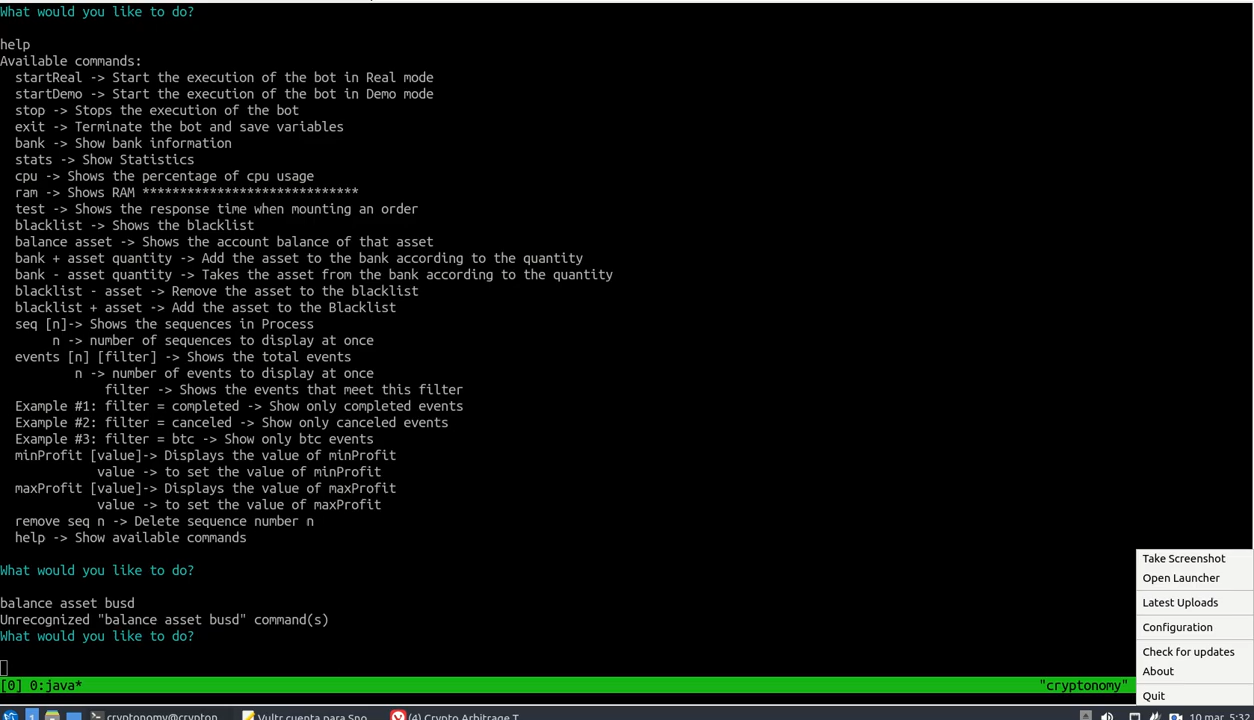 What would you like to do?
help
Available commands:
startReal -> Start the execution of the bot in Real mode
startDemo -> Start the execution of the bot in Demo mode
stop -> Stops the execution of the bot
exit -> Terminate the bot and save variables
bank -> Show bank information
stats -> Show Statistics
cpu -> Shows the percentage of cpu usage
ram -> Shows RAM *****************************
test -> Shows the response time when mounting an order
blacklist -> Shows the blacklist
balance asset -> Shows the account balance of that asset
bank + asset quantity -> Add the asset to the bank according to the quantity
bank - asset quantity -> Takes the asset from the bank according to the quantity
blacklist - asset -> Remove the asset to the blacklist
blacklist + asset -> Add the asset to the Blacklist
seq [n]-> Shows the sequences in Process
n -> number of sequences to display at once
events [n] [filter] -> Shows the total events
n -> number of events to display at once
filter -> Shows the events that meet this filter
Example #1: filter = completed -> Show only completed events
Example #2: filter = canceled -> Show only canceled events
Example #3: filter = btc -> Show only btc events
minProfit [value]-> Displays the value of minProfit
value -> to set the value of minProfit
maxProfit [value]-> Displays the value of maxProfit
value -> to set the value of maxProfit
remove seq n -> Delete sequence number n
help -> Show available commands
What would you like to do?
balance asset busd
Unrecognized "balance asset busd" command(s)
What would you like to do?
[0] 0:java* "cryptonomy"
Take Screenshot
Open Launcher
Latest Uploads
Configuration
Check for updates
About
Quit
1 cryptonomy@crypton... Vultr cuenta para Spo... (4) Crypto Arbitrage T... 10 mar, 5:32